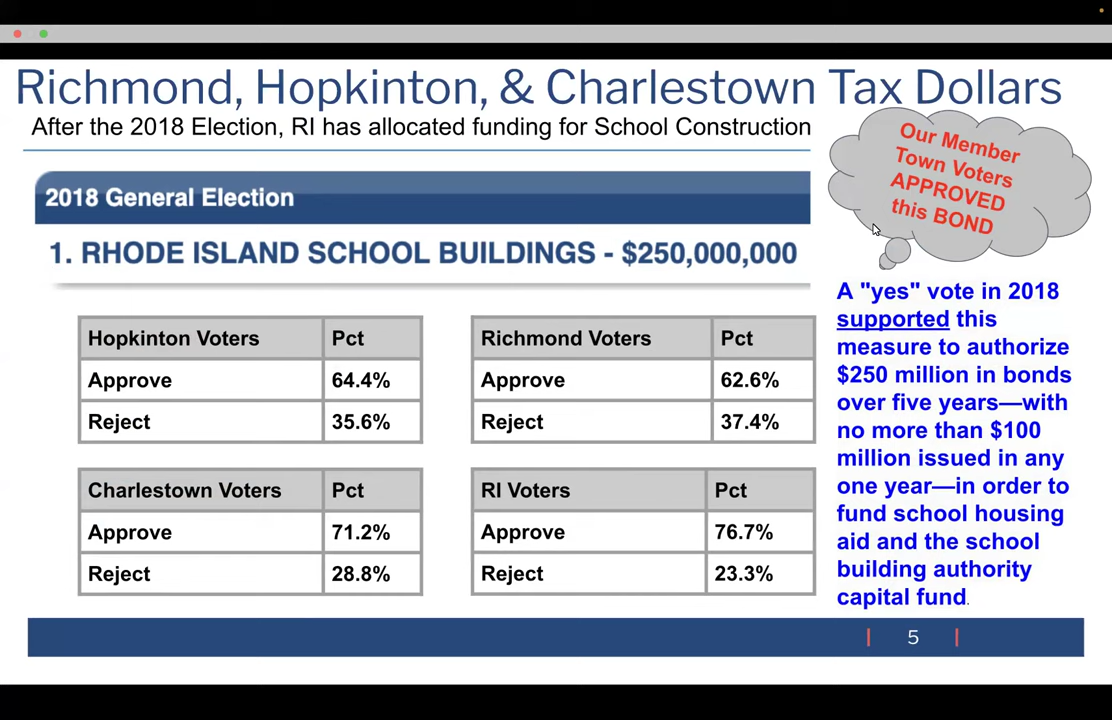 Richmond, Hopkinton, & Charlestown Tax Dollars
After the 2018 Election, RI has allocated funding for School Construction
Our Member
Town Voters
APPROVED
this BOND
2018 General Election
1. RHODE ISLAND SCHOOL BUILDINGS - $250,000,000
Hopkinton Voters Pct
Approve 64.4%
Reject 35.6%
Richmond Voters Pct
Approve 62.6%
Reject 37.4%
Charlestown Voters Pct
Approve 71.2%
Reject 28.8%
RI Voters Pct
Approve 76.7%
Reject 23.3%
A "yes" vote in 2018
supported this
measure to authorize
$250 million in bonds
over five years—with
no more than $100
million issued in any
one year—in order to
fund school housing
aid and the school
building authority
capital fund.
| 5 |